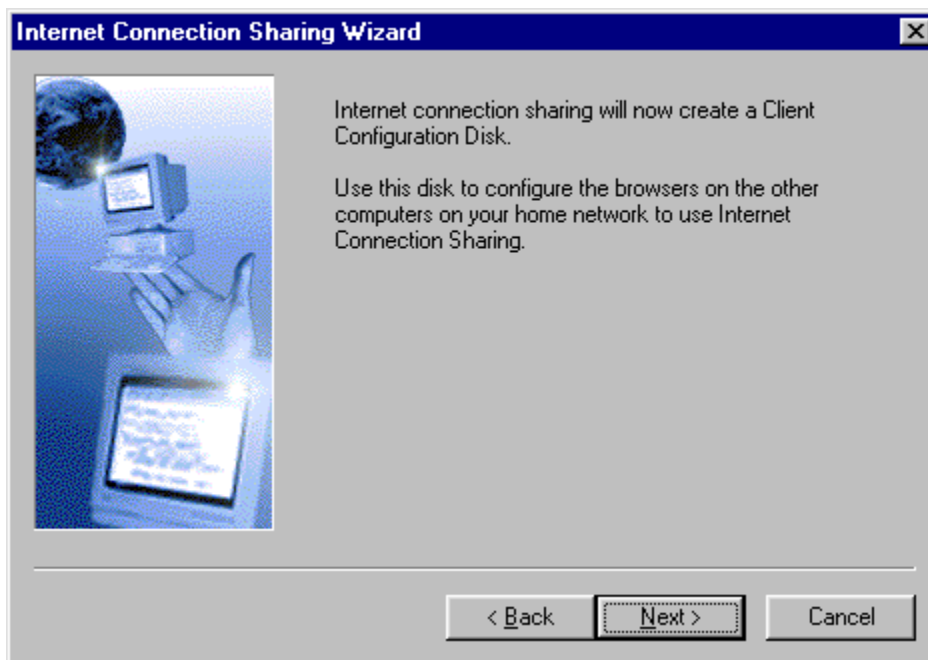 Internet Connection Sharing Wizard
Internet connection sharing will now create a Client
Configuration Disk.
Use this disk to configure the browsers on the other
computers on your home network to use Internet
Connection Sharing.
< Back
Next >
Cancel